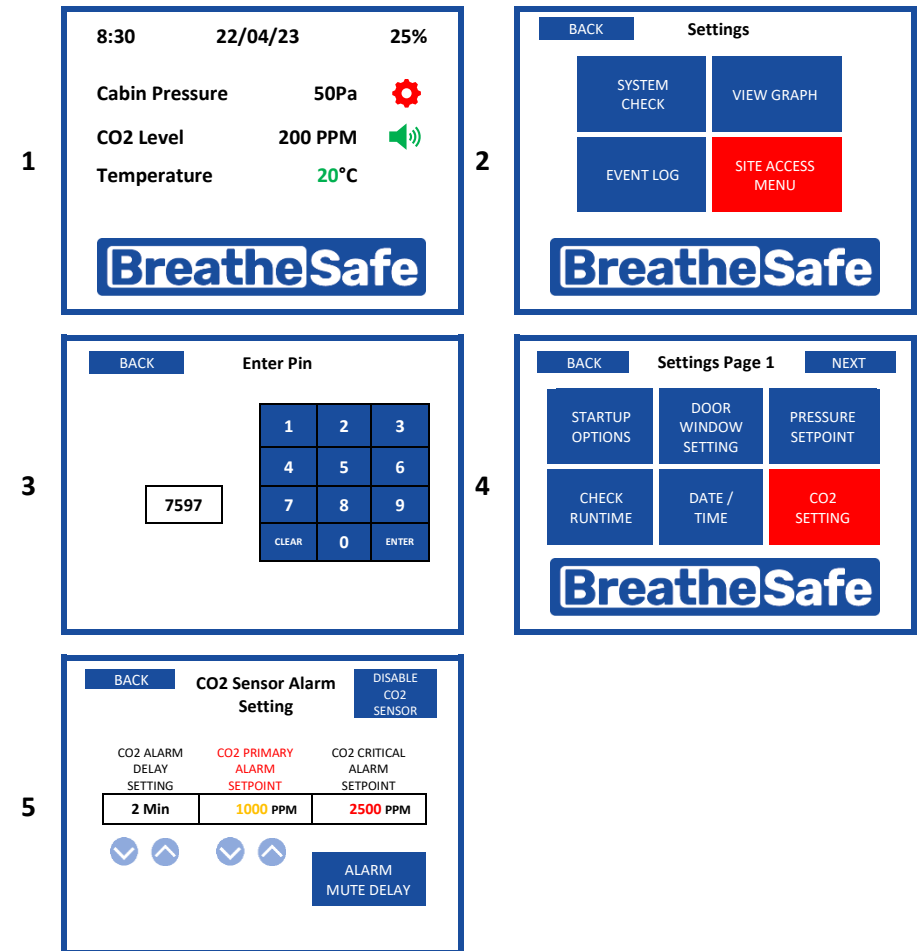 1
8:30 22/04/23 25%
Cabin Pressure 50Pa
CO2 Level 200 PPM
Temperature 20°C
BreatheSafe
2
BACK Settings
SYSTEM
CHECK
VIEW GRAPH
EVENT LOG
SITE ACCESS
MENU
BreatheSafe
3
BACK Enter Pin
7597
1 2 3
4 5 6
7 8 9
CLEAR 0 ENTER
4
BACK Settings Page 1 NEXT
STARTUP
OPTIONS
DOOR
WINDOW
SETTING
PRESSURE
SETPOINT
CHECK
RUNTIME
DATE /
TIME
CO2
SETTING
BreatheSafe
5
BACK
CO2 Sensor Alarm
Setting
DISABLE
CO2
SENSOR
CO2 ALARM
DELAY
SETTING
CO2 PRIMARY
ALARM
SETPOINT
CO2 CRITICAL
ALARM
SETPOINT
2 Min 1000 PPM 2500 PPM
ALARM
MUTE DELAY